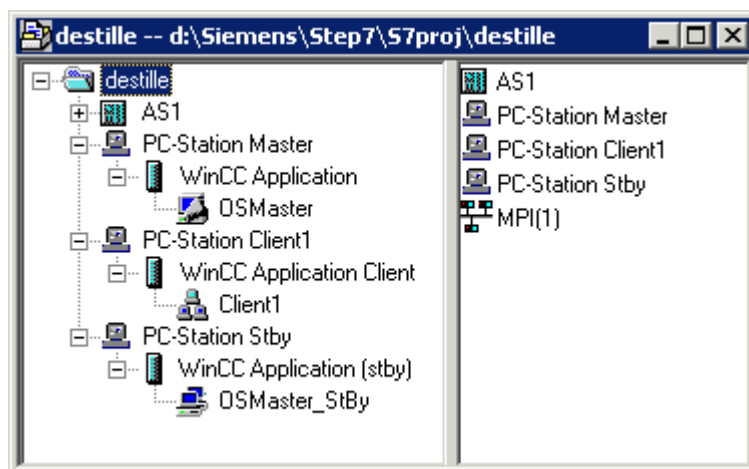 destille -- d:\Siemens\Step7\S7proj\destille
destille
AS1
PC-Station Master
WinCC Application
OSMaster
PC-Station Client1
WinCC Application Client
Client1
PC-Station Stby
WinCC Application (stby)
OSMaster_StBy
AS1
PC-Station Master
PC-Station Client1
PC-Station Stby
MPI(1)